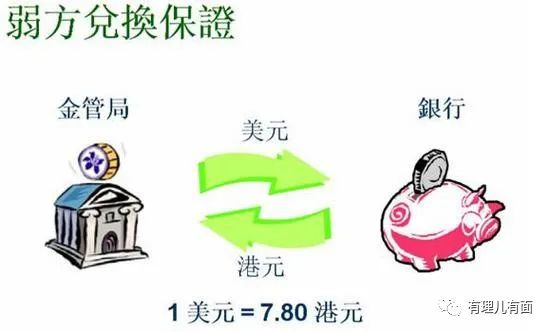 弱方兌換保證
金管局
銀行
美元
港元
1 美元 = 7.80 港元
有理儿有面